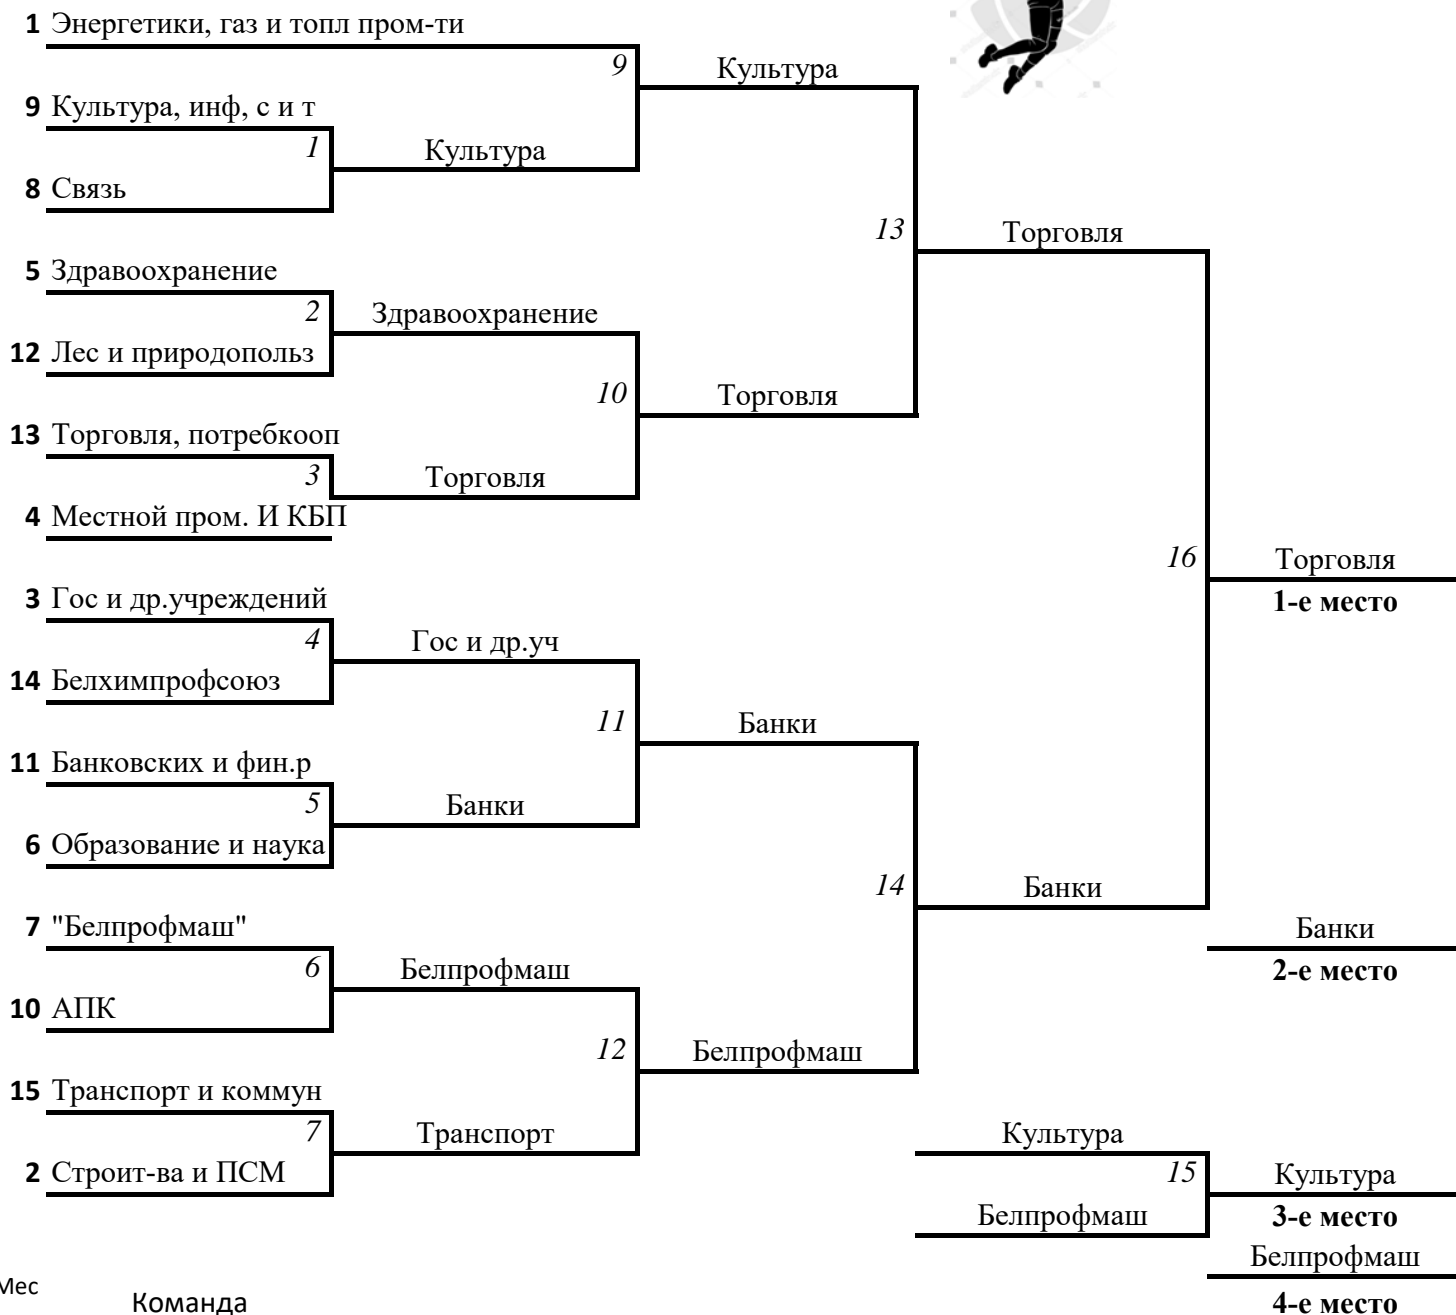 1 Энергетики, газ и топл пром-ти
9 Культура
9 Культура, инф, с и т
1 Культура
8 Связь
13 Торговля
5 Здравоохранение
2 Здравоохранение
12 Лес и природопольз
10 Торговля
13 Торговля, потребкооп
3 Торговля
4 Местной пром. И КБП
16 Торговля
1-е место
3 Гос и др.учреждений
4 Гос и др.уч
14 Белхимпрофсоюз
11 Банки
11 Банковских и фин.р
5 Банки
6 Образование и наука
14 Банки
7 "Белпрофмаш"
Банки
6 Белпрофмаш
2-е место
10 АПК
12 Белпрофмаш
15 Транспорт и коммун
7 Транспорт
Культура
2 Строит-ва и ПСМ
15 Культура
Белпрофмаш
3-е место
Белпрофмаш
Мес
Команда
4-е место